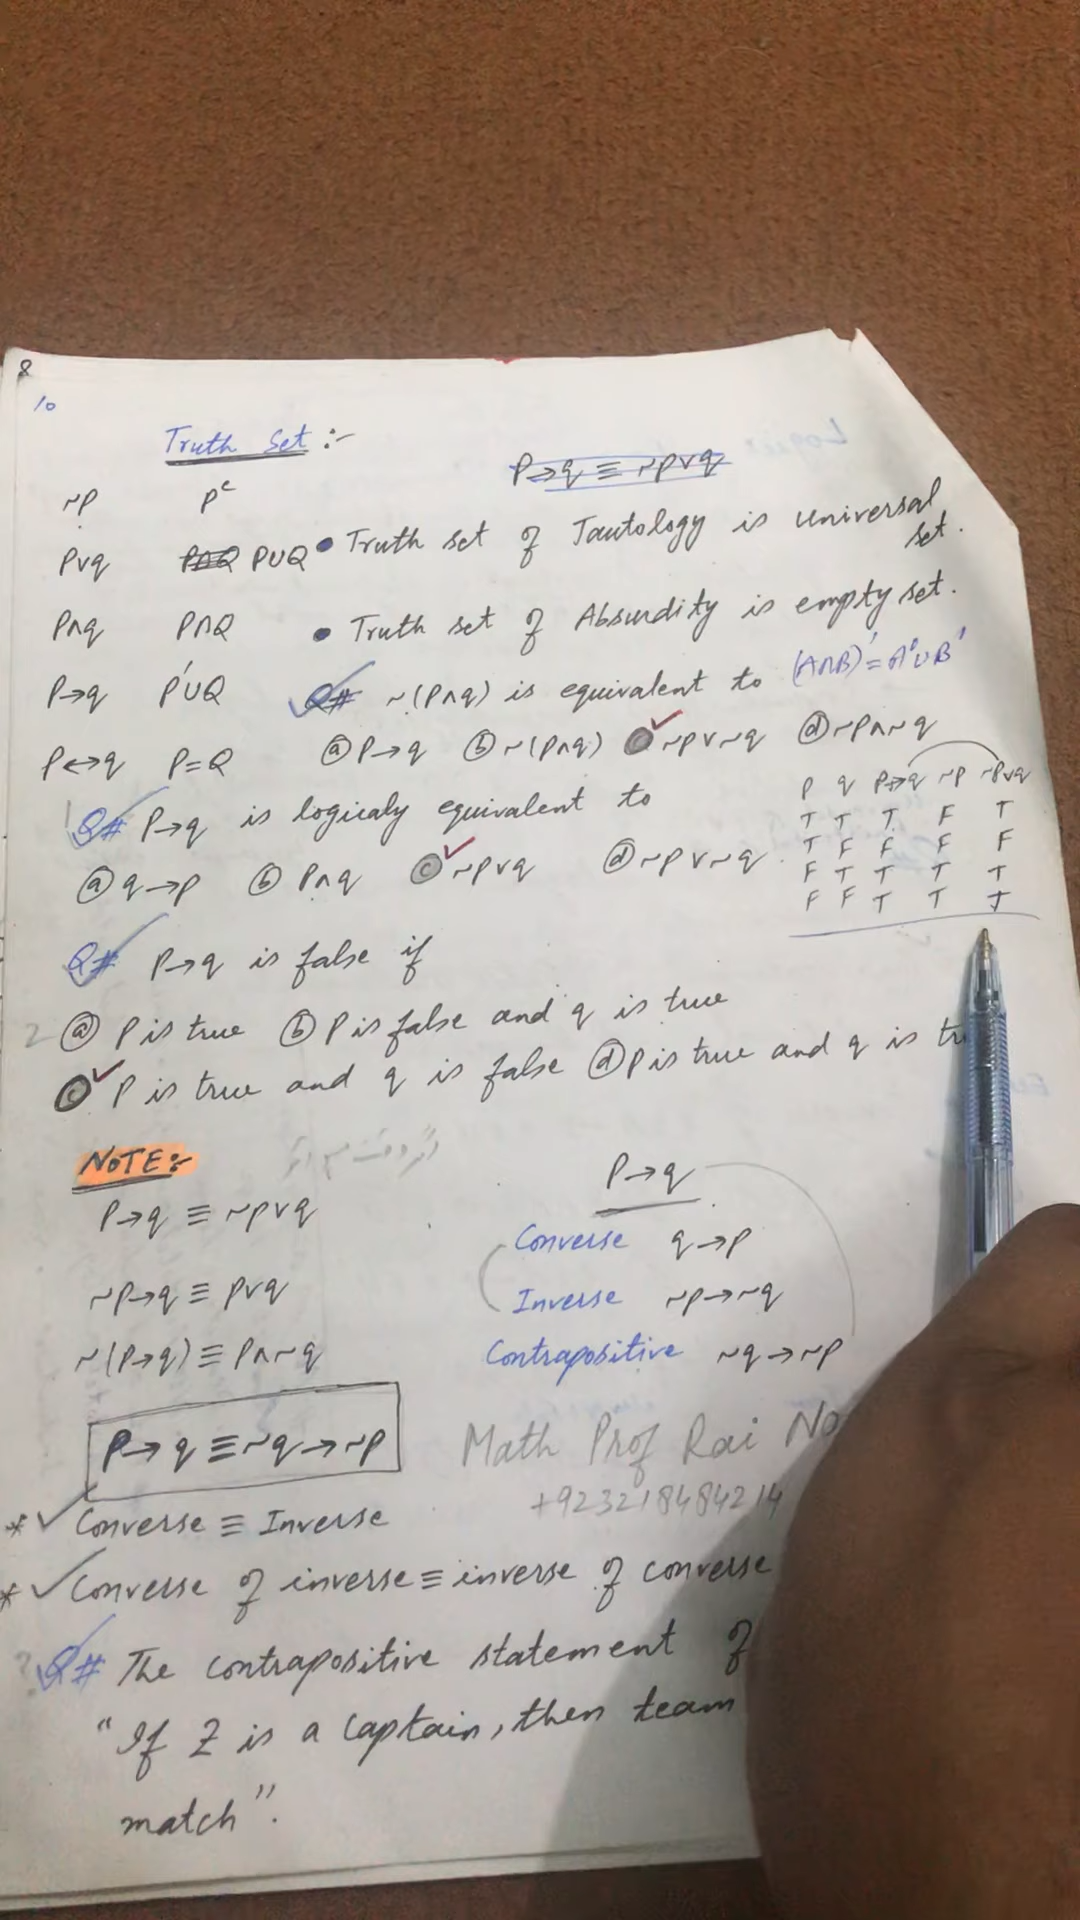 8
10
Truth Set :-
P→q ≡ ~p∨q
~p P^c
P∨q P∩Q P∪Q
• Truth set of Tautology is universal set.
P∧q P∩Q
• Truth set of Absurdity is empty set.
P→q P′∪Q
Q# ~(P∧q) is equivalent to (A∩B)′ = A′∪B′
ⓐ P→q ⓑ ~(P∧q) ⓒ ~p∨~q ⓓ ~p∧~q
P↔q P=Q
Q# P→q is logicaly equivalent to
ⓐ q→p ⓑ P∧q ⓒ ~p∨q ⓓ ~p∨~q
P q P→q ~p ~p∨q
T T T F T
T F F F F
F T T T T
F F T T T
Q# P→q is false if
2 ⓐ P is true ⓑ P is false and q is true
ⓒ P is true and q is false ⓓ P is true and q is
NOTE:
P→q ≡ ~p∨q
~P→q ≡ P∨q
~(P→q) ≡ P∧~q
P→q ≡ ~q→~p
P→q
Converse q→p
Inverse ~p→~q
Contrapositive ~q→~p
Math Prof Rai
+923218484214
* ✓ Converse ≡ Inverse
* ✓ Converse of inverse ≡ inverse of converse
Q# The contrapositive statement of
"If Z is a Captain, then team
match".